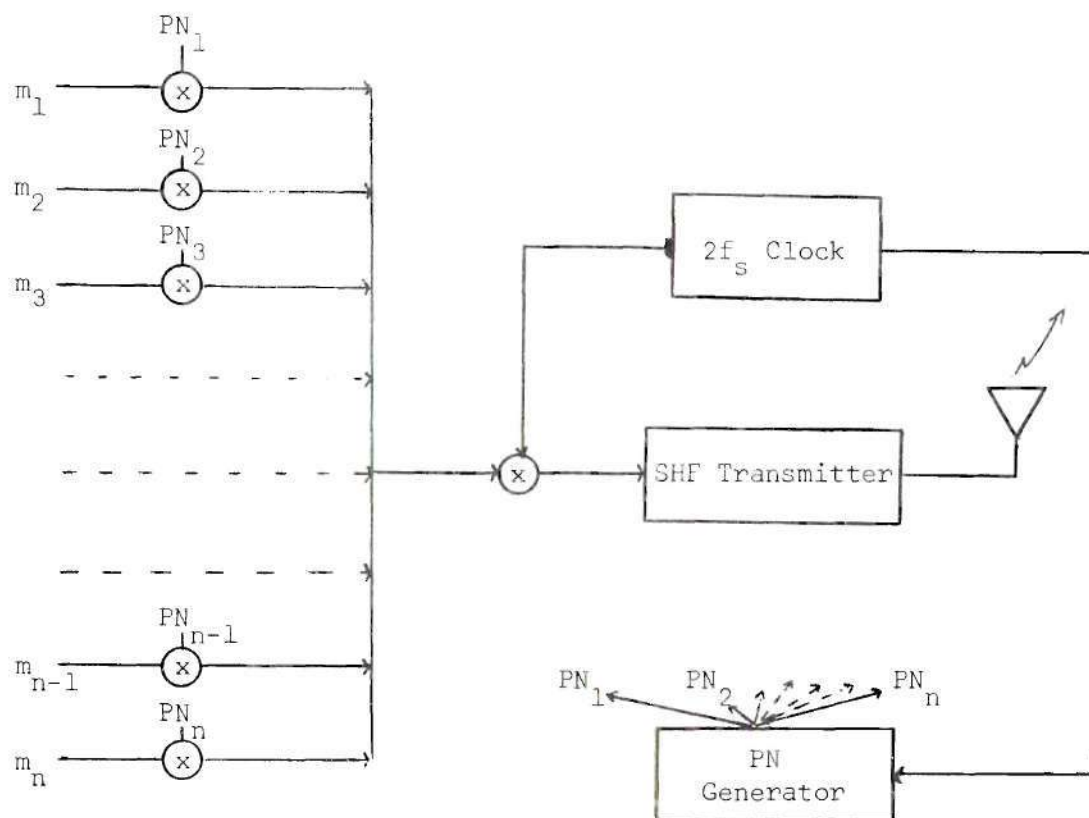 PN1
m1
x
PN2
m2
x
PN3
m3
x
2fs Clock
x
SHF Transmitter
PNn-1
mn-1
x
PNn
mn
x
PN1
PN2
PNn
PN
Generator